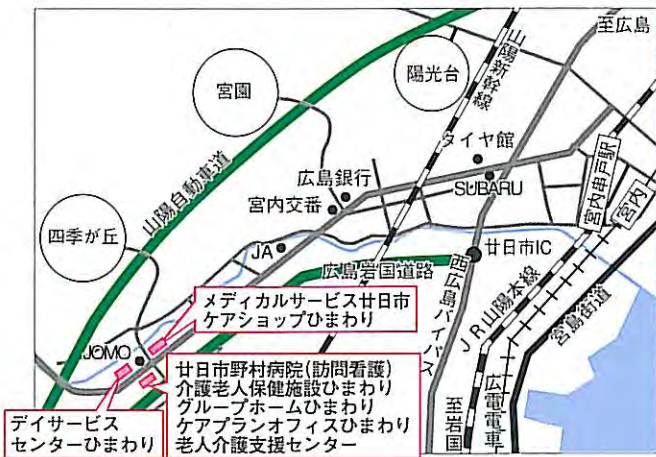 至広島
陽光台
山陽新幹線
宮園
タイヤ館
山陽自動車道
広島銀行
宮内交番
SUBARU
宮内串戸駅
宮内
四季が丘
JA
廿日市IC
広島岩国道路
西広島バイパス
JR山陽本線
宮島街道
メディカルサービス廿日市
ケアショップひまわり
JOMO
廿日市野村病院(訪問看護)
介護老人保健施設ひまわり
グループホームひまわり
ケアプランオフィスひまわり
老人介護支援センター
デイサービス
センターひまわり
至岩国
広電電車